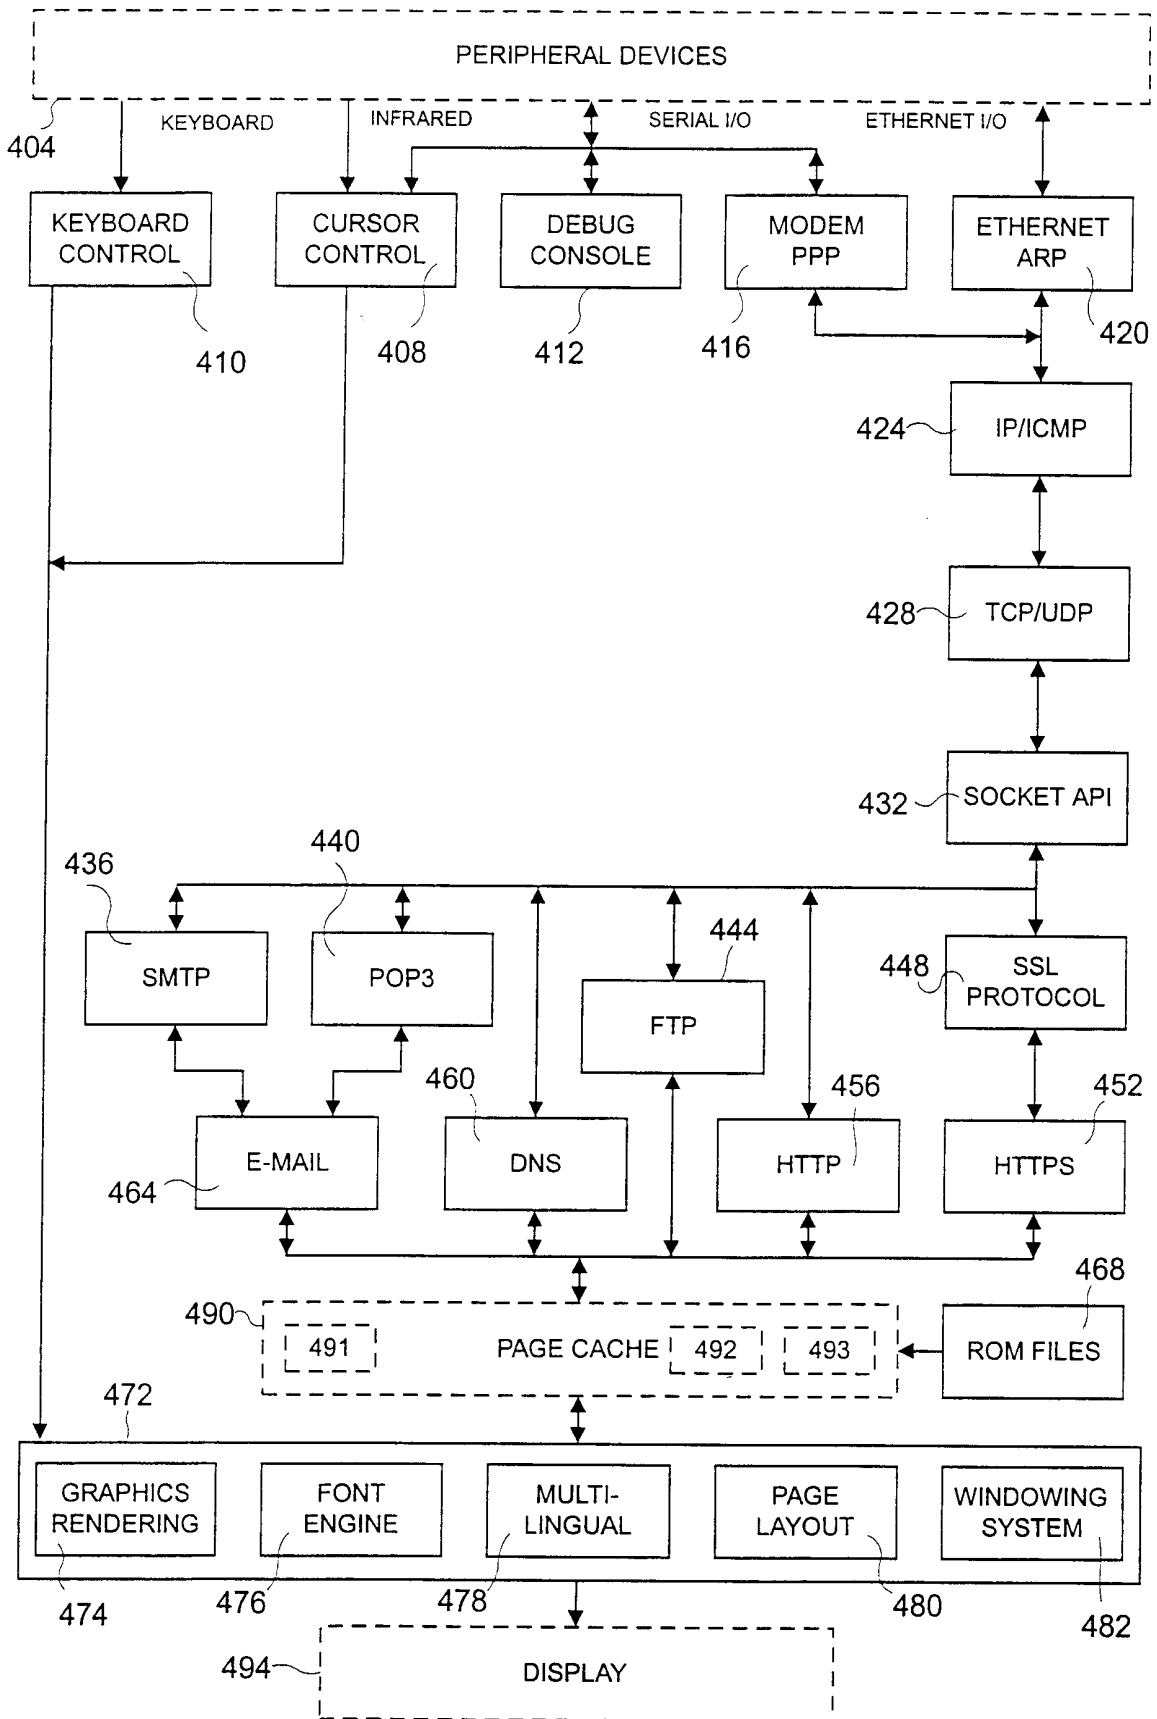 PERIPHERAL DEVICES
404
KEYBOARD
INFRARED
SERIAL I/O
ETHERNET I/O
KEYBOARD
CONTROL
CURSOR
CONTROL
DEBUG
CONSOLE
MODEM
PPP
ETHERNET
ARP
410
408
412
416
420
424
IP/ICMP
428
TCP/UDP
432
SOCKET API
436
440
444
SMTP
POP3
FTP
448
SSL
PROTOCOL
460
456
452
E-MAIL
464
DNS
HTTP
HTTPS
468
490
491
PAGE CACHE
492
493
ROM FILES
472
GRAPHICS
RENDERING
FONT
ENGINE
MULTI-
LINGUAL
PAGE
LAYOUT
WINDOWING
SYSTEM
474
476
478
480
482
494
DISPLAY